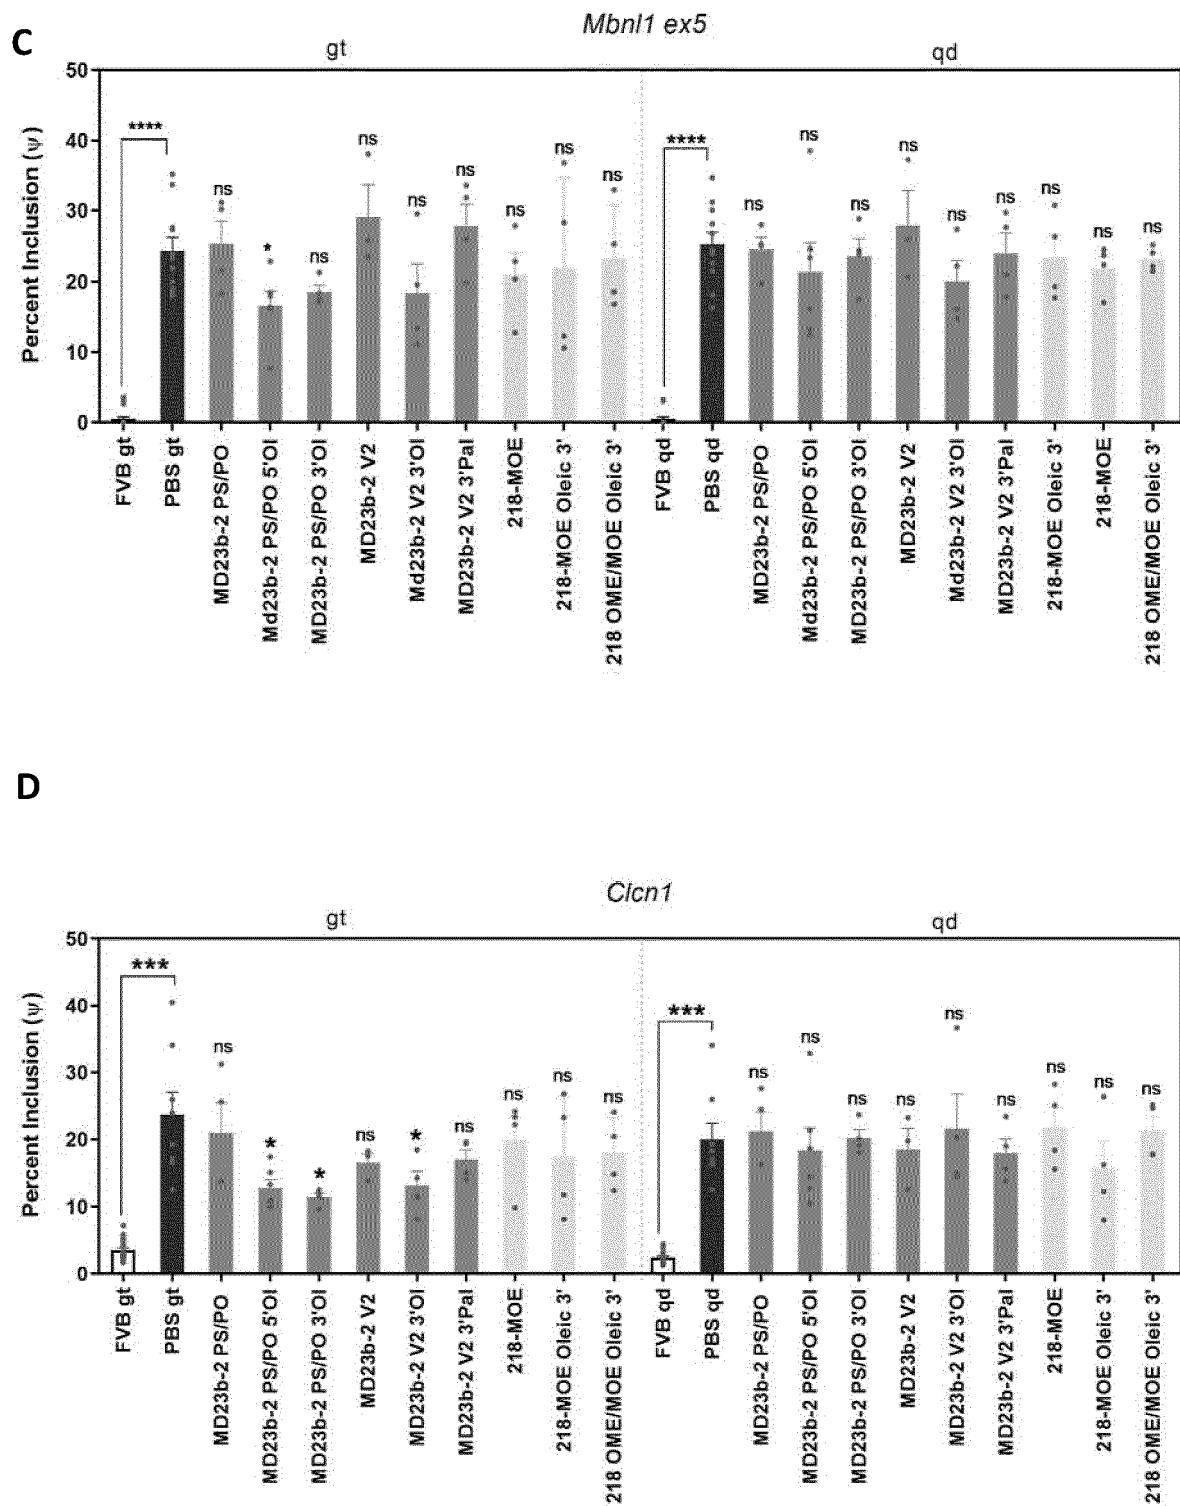 C
Mbnl1 ex5
gt
qd
Percent Inclusion (ψ)
50
40
30
20
10
0
****
ns
*
ns
ns
ns
ns
ns
ns
ns
****
ns
ns
ns
ns
ns
ns
ns
ns
ns
FVB gt
PBS gt
MD23b-2 PS/PO
Md23b-2 PS/PO 5'Ol
MD23b-2 PS/PO 3'Ol
MD23b-2 V2
Md23b-2 V2 3'Ol
MD23b-2 V2 3'Pal
218-MOE
218-MOE Oleic 3'
218 OME/MOE Oleic 3'
FVB qd
PBS qd
MD23b-2 PS/PO
Md23b-2 PS/PO 5'Ol
MD23b-2 PS/PO 3'Ol
MD23b-2 V2
Md23b-2 V2 3'Ol
MD23b-2 V2 3'Pal
218-MOE Oleic 3'
218-MOE
218 OME/MOE Oleic 3'
D
Clcn1
gt
qd
Percent Inclusion (ψ)
50
40
30
20
10
0
***
ns
*
*
ns
*
ns
ns
ns
ns
***
ns
ns
ns
ns
ns
ns
ns
ns
ns
FVB gt
PBS gt
MD23b-2 PS/PO
MD23b-2 PS/PO 5'Ol
MD23b-2 PS/PO 3'Ol
MD23b-2 V2
MD23b-2 V2 3'Ol
MD23b-2 V2 3'Pal
218-MOE
218-MOE Oleic 3'
218 OME/MOE Oleic 3'
FVB qd
PBS qd
MD23b-2 PS/PO
MD23b-2 PS/PO 5'Ol
MD23b-2 PS/PO 3'Ol
MD23b-2 V2
MD23b-2 V2 3'Ol
MD23b-2 V2 3'Pal
218-MOE
218-MOE Oleic 3'
218 OME/MOE Oleic 3'